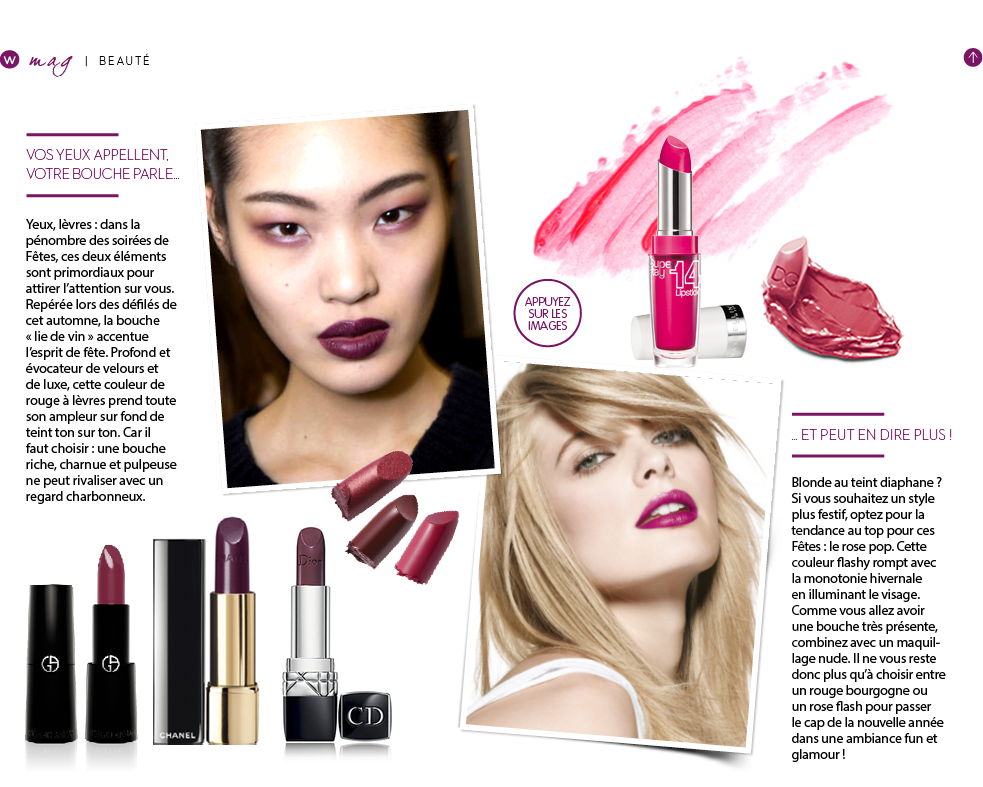 W mag | BEAUTÉ
VOS YEUX APPELLENT,
VOTRE BOUCHE PARLE...
Yeux, lèvres : dans la
pénombre des soirées de
Fêtes, ces deux éléments
sont primordiaux pour
attirer l’attention sur vous.
Repérée lors des défilés de
cet automne, la bouche
« lie de vin » accentue
l’esprit de fête. Profond et
évocateur de velours et
de luxe, cette couleur de
rouge à lèvres prend toute
son ampleur sur fond de
teint ton sur ton. Car il
faut choisir : une bouche
riche, charnue et pulpeuse
ne peut rivaliser avec un
regard charbonneux.
APPUYEZ
SUR LES
IMAGES
14
Lipstick
DG
GA
GA
CHANEL
Dior
CD
... ET PEUT EN DIRE PLUS !
Blonde au teint diaphane ?
Si vous souhaitez un style
plus festif, optez pour la
tendance au top pour ces
Fêtes : le rose pop. Cette
couleur flashy rompt avec
la monotonie hivernale
en illuminant le visage.
Comme vous allez avoir
une bouche très présente,
combinez avec un maquil-
lage nude. Il ne vous reste
donc plus qu’à choisir entre
un rouge bourgogne ou
un rose flash pour passer
le cap de la nouvelle année
dans une ambiance fun et
glamour !